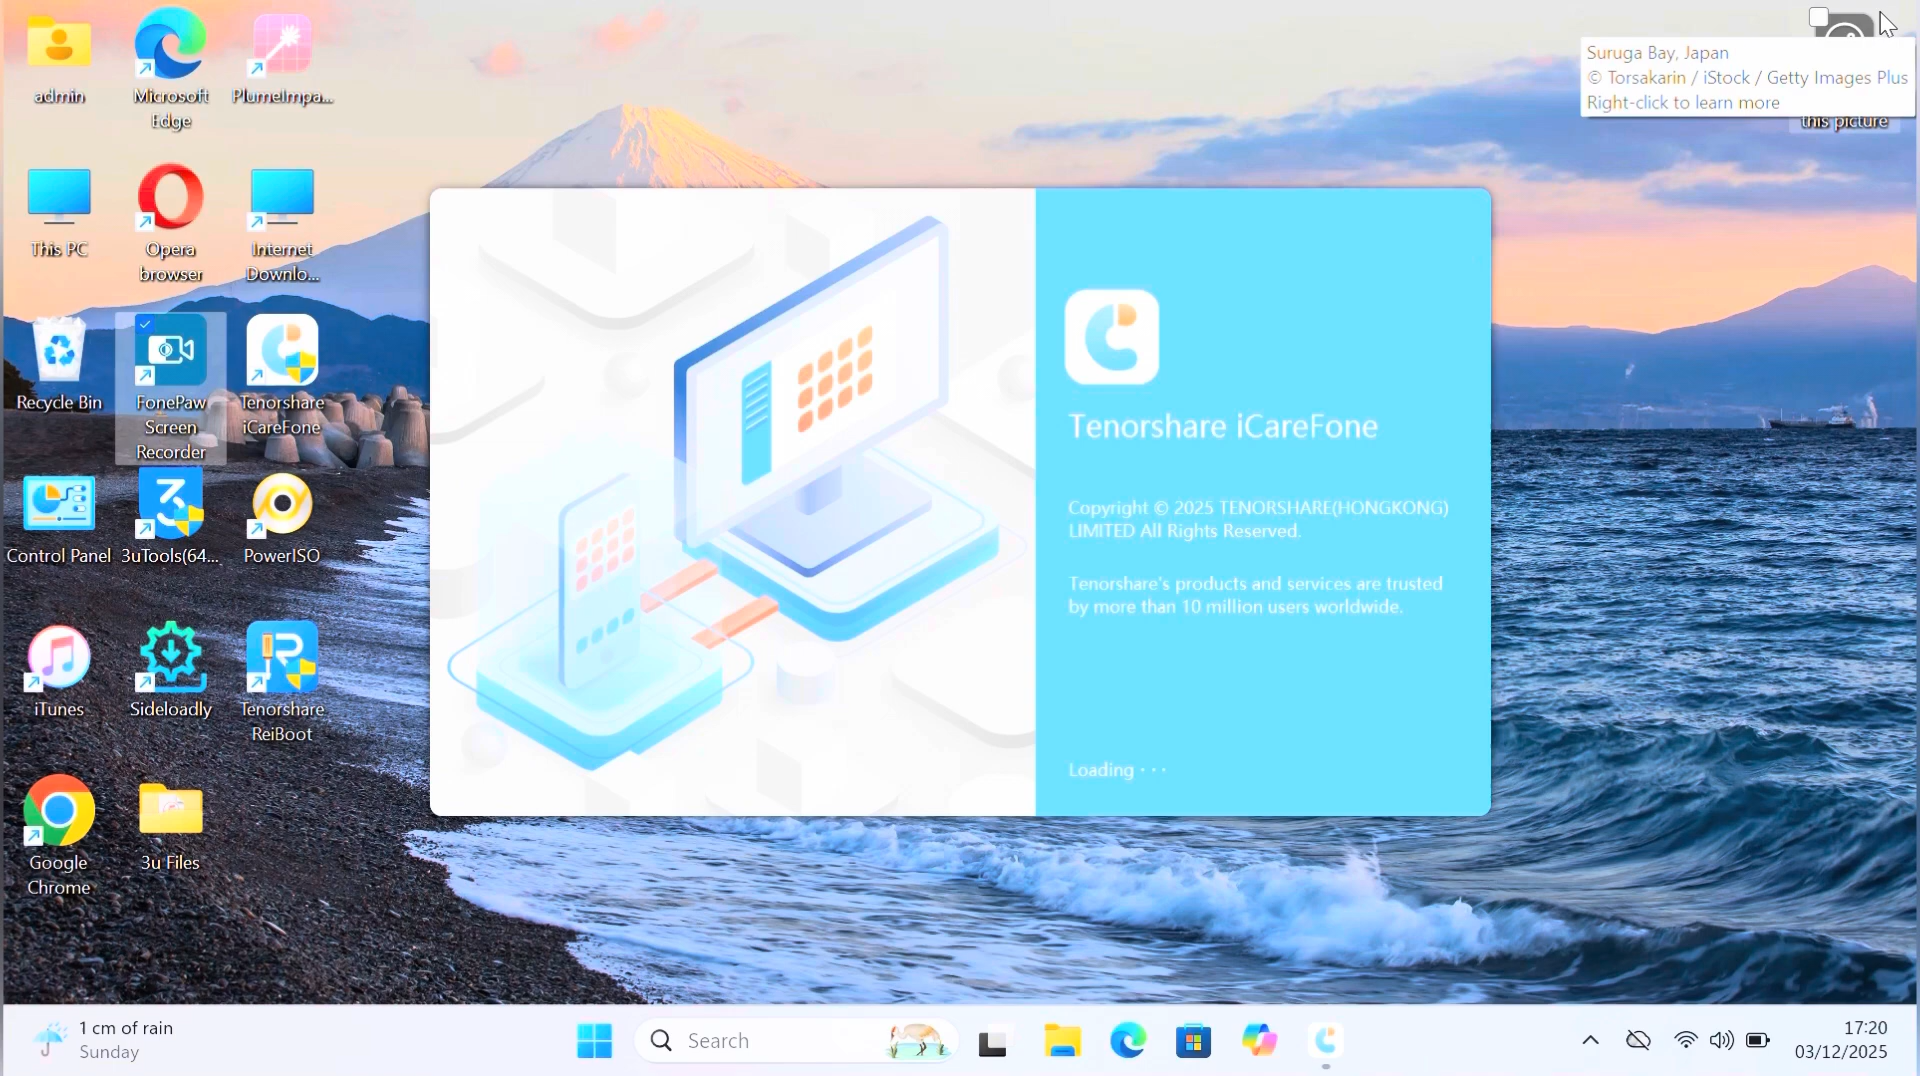 admin
Microsoft
Edge
PlumeImpa...
This PC
Opera
browser
Internet
Downlo...
Recycle Bin
FonePaw
Screen
Recorder
Tenorshare
iCareFone
Control Panel
3uTools(64...
PowerISO
iTunes
Sideloadly
Tenorshare
ReiBoot
Google
Chrome
3u Files
Suruga Bay, Japan
© Torsakarin / iStock / Getty Images Plus
Right-click to learn more
this picture
Tenorshare iCareFone
Copyright © 2025 TENORSHARE(HONGKONG)
LIMITED All Rights Reserved.
Tenorshare's products and services are trusted
by more than 10 million users worldwide.
Loading · · ·
1 cm of rain
Sunday
Search
17:20
03/12/2025